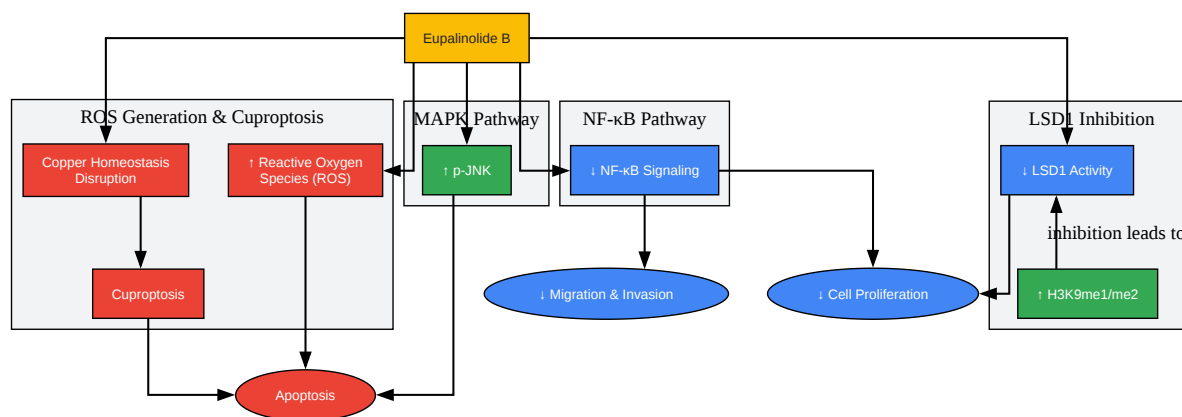 Eupalinolide B
ROS Generation & Cuproptosis
MAPK Pathway
NF-κB Pathway
LSD1 Inhibition
Copper Homeostasis
Disruption
↑ Reactive Oxygen
Species (ROS)
↑ p-JNK
↓ NF-κB Signaling
↓ LSD1 Activity
inhibition leads to
Cuproptosis
↓ Migration & Invasion
↓ Cell Proliferation
↑ H3K9me1/me2
Apoptosis